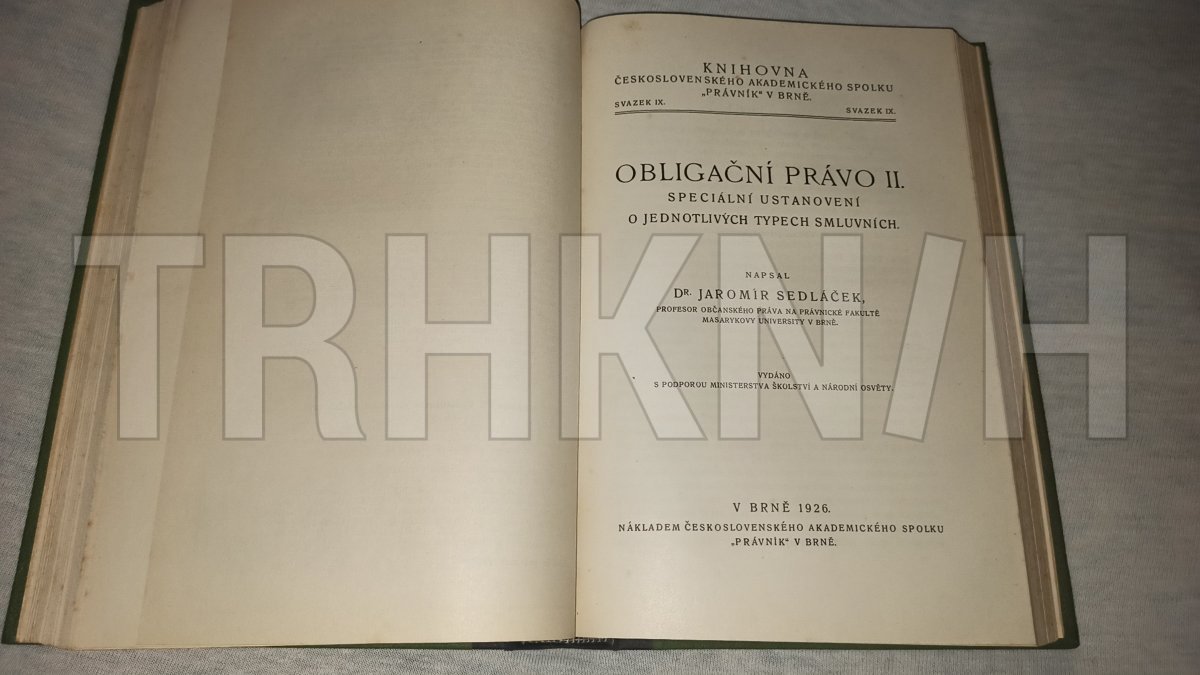 KNIHOVNA
ČESKOSLOVENSKÉHO AKADEMICKÉHO SPOLKU
„PRÁVNÍK“ V BRNĚ.
SVAZEK IX. SVAZEK IX.
OBLIGAČNÍ PRÁVO II.
SPECIÁLNÍ USTANOVENÍ
O JEDNOTLIVÝCH TYPECH SMLUVNÍCH.
NAPSAL
DR. JAROMÍR SEDLÁČEK,
PROFESOR OBČANSKÉHO PRÁVA NA PRÁVNICKÉ FAKULTĚ
MASARYKOVY UNIVERSITY V BRNĚ.
VYDÁNO
S PODPOROU MINISTERSTVA ŠKOLSTVÍ A NÁRODNÍ OSVĚTY.
V BRNĚ 1926.
NÁKLADEM ČESKOSLOVENSKÉHO AKADEMICKÉHO SPOLKU
„PRÁVNÍK“ V BRNĚ.
TRHKN/H